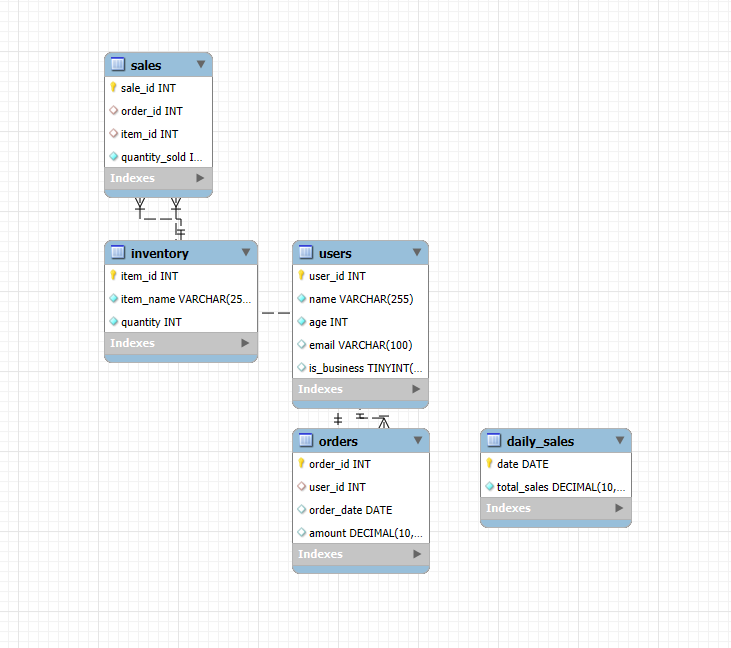 sales
sale_id INT
order_id INT
item_id INT
quantity_sold I...
Indexes
inventory
item_id INT
item_name VARCHAR(25...
quantity INT
Indexes
users
user_id INT
name VARCHAR(255)
age INT
email VARCHAR(100)
is_business TINYINT(...
Indexes
orders
order_id INT
user_id INT
order_date DATE
amount DECIMAL(10,...
Indexes
daily_sales
date DATE
total_sales DECIMAL(10,...
Indexes